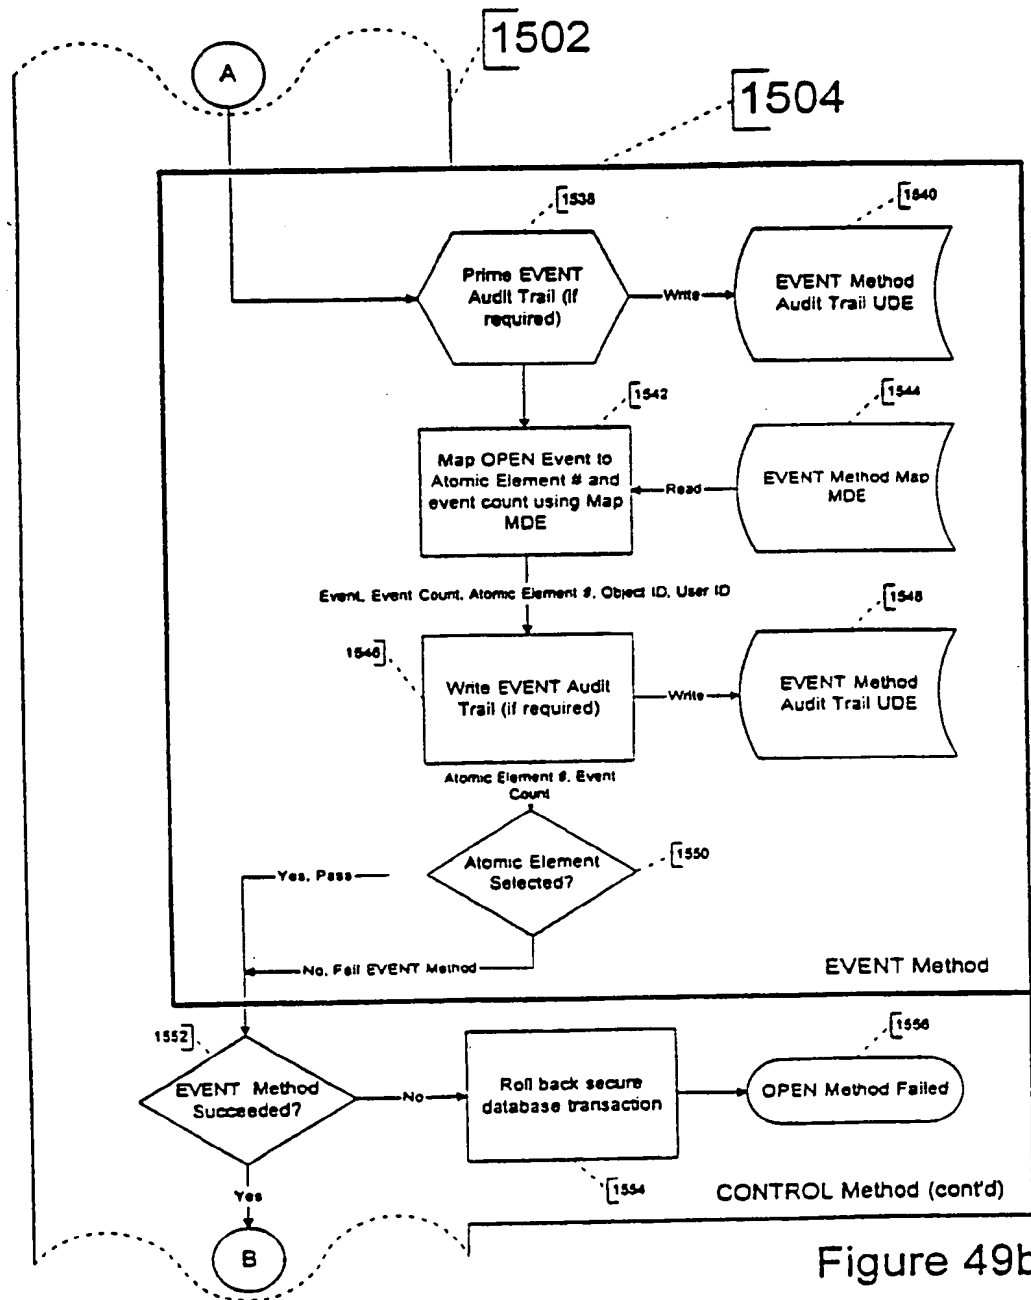 1502
A
1504
1538
1540
Prime EVENT
Audit Trail (if
required)
Write
EVENT Method
Audit Trail UDE
1542
1544
Map OPEN Event to
Atomic Element # and
event count using Map
MDE
Read
EVENT Method Map
MDE
Event, Event Count, Atomic Element #, Object ID, User ID
1546
1548
Write EVENT Audit
Trail (if required)
Write
EVENT Method
Audit Trail UDE
Atomic Element #, Event
Count
Atomic Element
Selected?
1550
Yes, Pass
No, Fail EVENT Method
EVENT Method
1552
1556
EVENT Method
Succeeded?
No
Roll back secure
database transaction
OPEN Method Failed
1554
Yes
CONTROL Method (cont'd)
B
Figure 49b